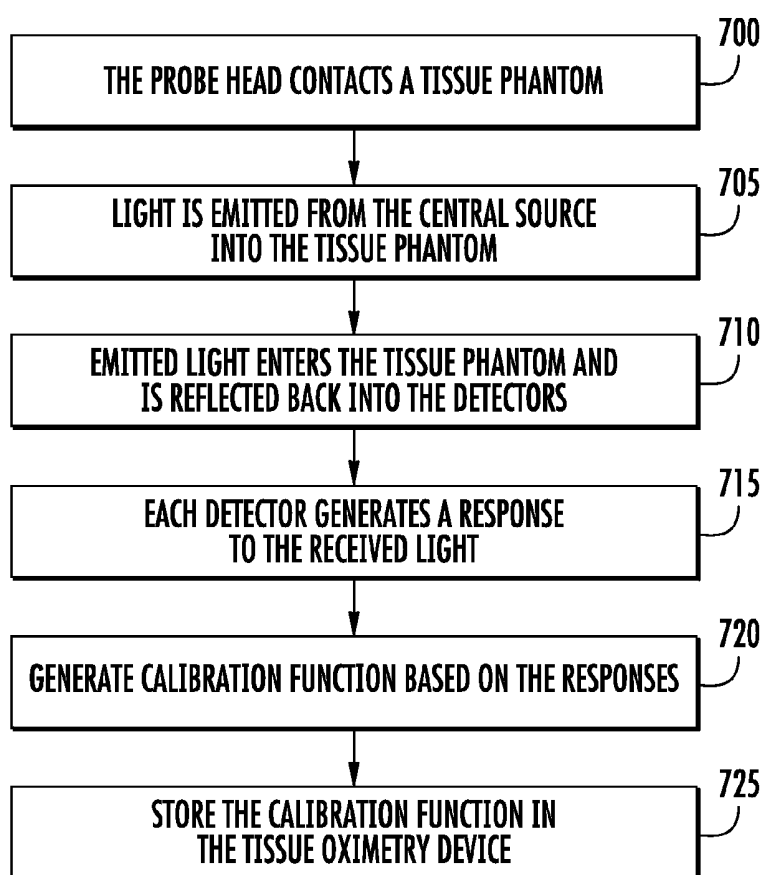 700
THE PROBE HEAD CONTACTS A TISSUE PHANTOM
705
LIGHT IS EMITTED FROM THE CENTRAL SOURCE
INTO THE TISSUE PHANTOM
710
EMITTED LIGHT ENTERS THE TISSUE PHANTOM AND
IS REFLECTED BACK INTO THE DETECTORS
715
EACH DETECTOR GENERATES A RESPONSE
TO THE RECEIVED LIGHT
720
GENERATE CALIBRATION FUNCTION BASED ON THE RESPONSES
725
STORE THE CALIBRATION FUNCTION IN
THE TISSUE OXIMETRY DEVICE